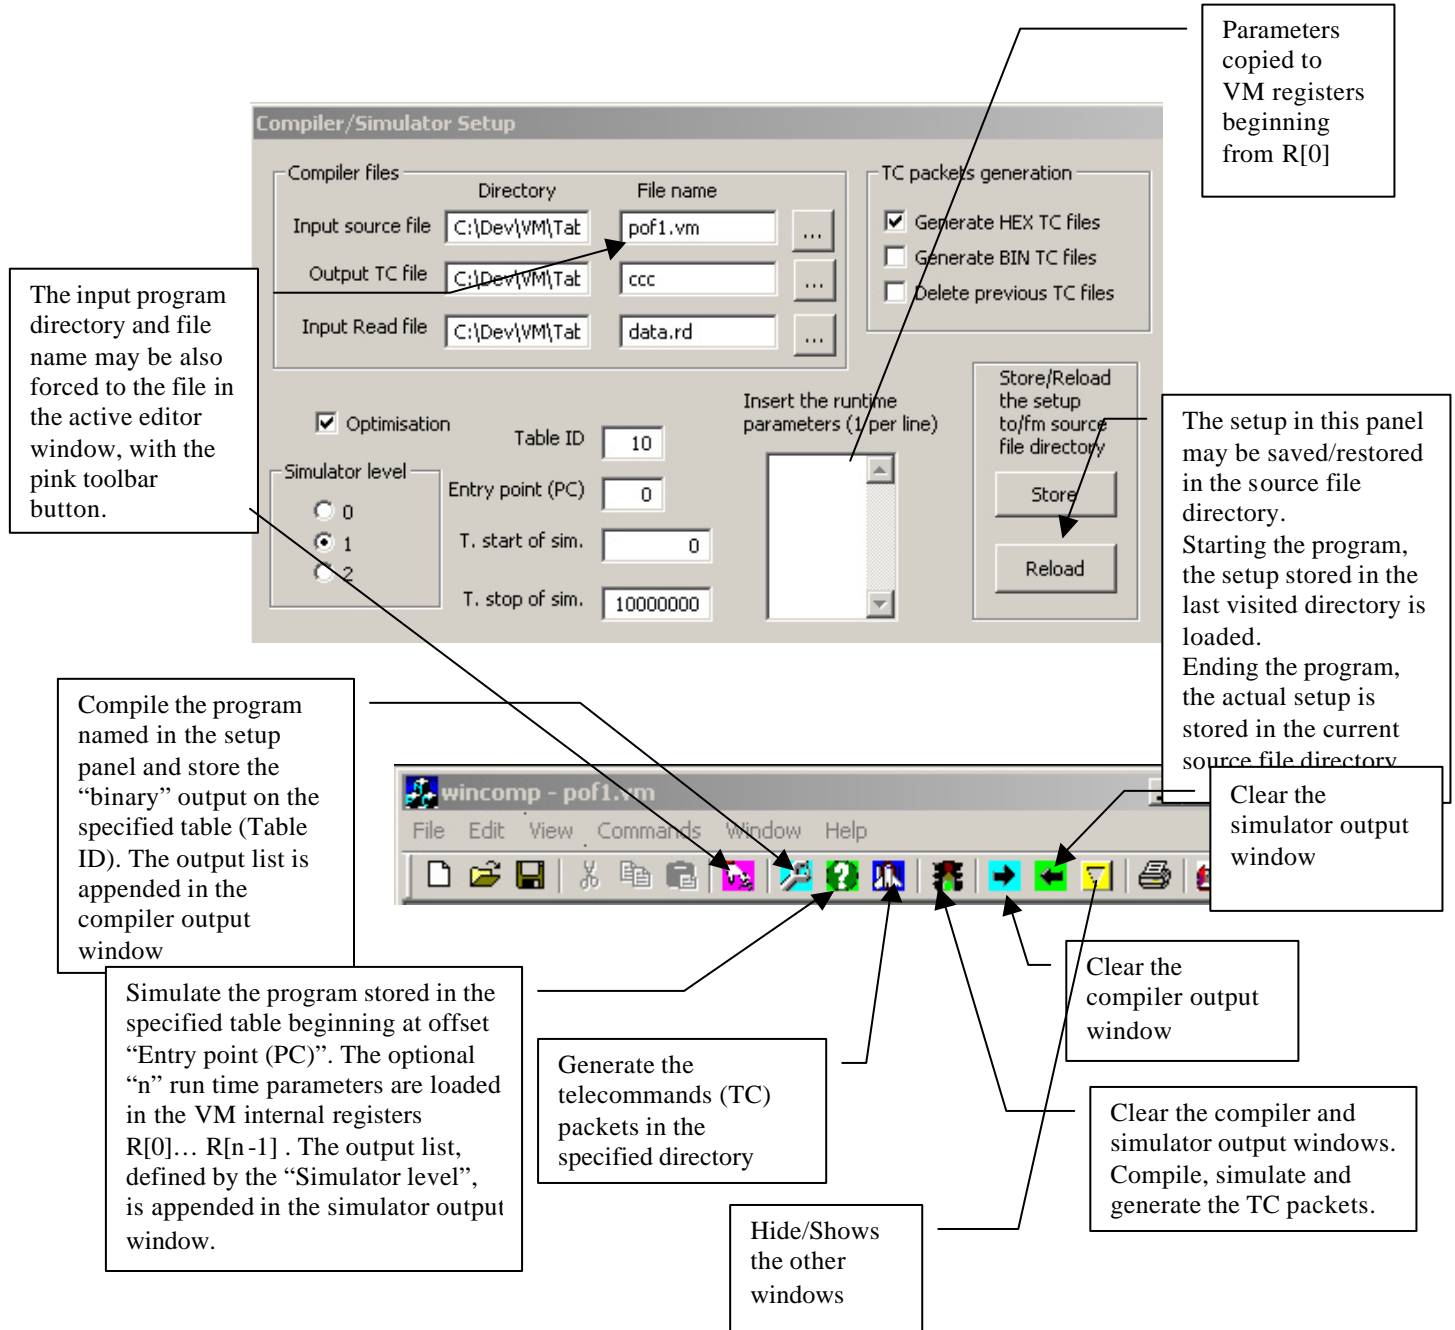 Parameters
copied to
VM registers
beginning
from R[0]
Compiler/Simulator Setup
Compiler files
Directory
File name
Input source file
C:\Dev\VM\Tab
pof1.vm
...
Output TC file
C:\Dev\VM\Tab
ccc
...
Input Read file
C:\Dev\VM\Tab
data.rd
...
TC packets generation
Generate HEX TC files
Generate BIN TC files
Delete previous TC files
The input program
directory and file
name may be also
forced to the file in
the active editor
window, with the
pink toolbar
button.
Optimisation
Simulator level
0
1
2
Table ID
10
Entry point (PC)
0
T. start of sim.
0
T. stop of sim.
10000000
Insert the runtime
parameters (1 per line)
Store/Reload
the setup
to/fm source
file directory
Store
Reload
The setup in this panel
may be saved/restored
in the source file
directory.
Starting the program,
the setup stored in the
last visited directory is
loaded.
Ending the program,
the actual setup is
stored in the current
source file directory
Compile the program
named in the setup
panel and store the
“binary” output on the
specified table (Table
ID). The output list is
appended in the
compiler output
window
wincomp - pof1.vm
File Edit View Commands Window Help
Clear the
simulator output
window
Simulate the program stored in the
specified table beginning at offset
“Entry point (PC)”. The optional
“n” run time parameters are loaded
in the VM internal registers
R[0]… R[n-1] . The output list,
defined by the “Simulator level”,
is appended in the simulator output
window.
Generate the
telecommands (TC)
packets in the
specified directory
Clear the
compiler output
window
Clear the compiler and
simulator output windows.
Compile, simulate and
generate the TC packets.
Hide/Shows
the other
windows